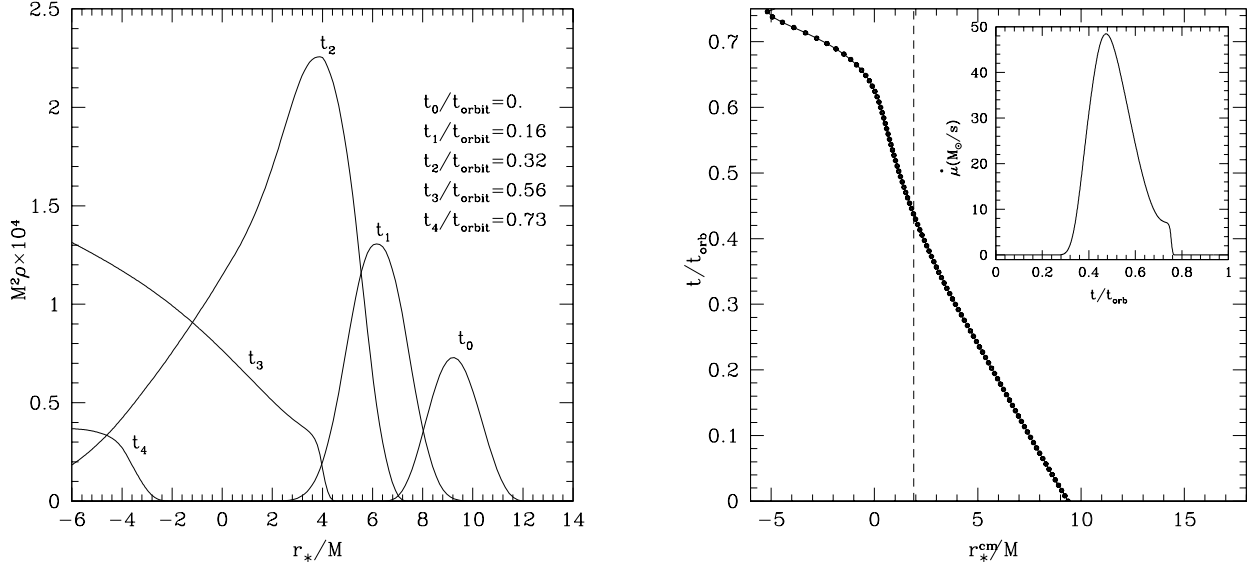 2.5
2
1.5
1
0.5
0
M²ρ×10⁴
t₂
t₀/t_orbit=0.
t₁/t_orbit=0.16
t₂/t_orbit=0.32
t₃/t_orbit=0.56
t₄/t_orbit=0.73
t₁
t₀
t₃
t₄
-6 -4 -2 0 2 4 6 8 10 12 14
r_*/M
0.7
0.6
0.5
0.4
0.3
0.2
0.1
0
t/t_orb
-5 0 5 10 15
r_*^cm/M
50
40
30
20
10
0
μ̇(M_⊙/s)
0 0.2 0.4 0.6 0.8 1
t/t_orb